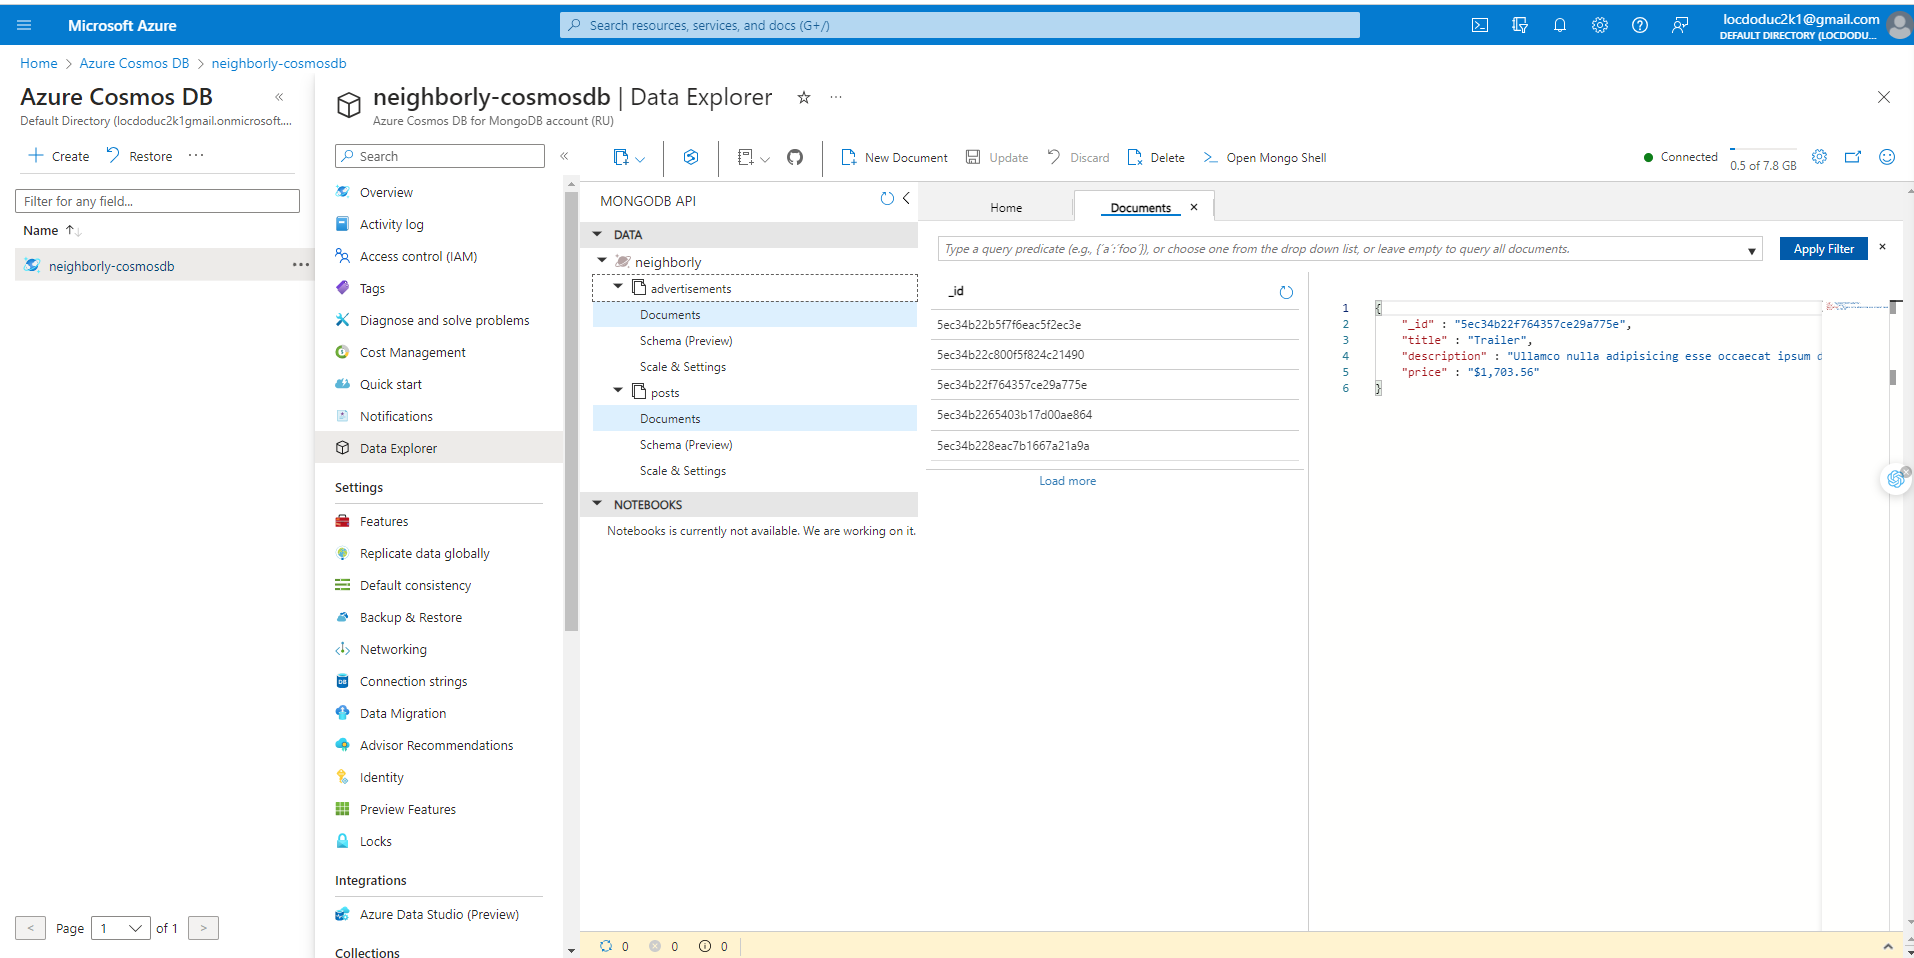 Microsoft Azure
Search resources, services, and docs (G+/)
locdoduc2k1@gmail.com
DEFAULT DIRECTORY (LOCDODU...
Home > Azure Cosmos DB > neighborly-cosmosdb
Azure Cosmos DB
Default Directory (locdoduc2k1gmail.onmicrosoft....
Create
Restore
Filter for any field...
Name
neighborly-cosmosdb
< Page 1 of 1 >
neighborly-cosmosdb | Data Explorer
Azure Cosmos DB for MongoDB account (RU)
Search
Overview
Activity log
Access control (IAM)
Tags
Diagnose and solve problems
Cost Management
Quick start
Notifications
Data Explorer
Settings
Features
Replicate data globally
Default consistency
Backup & Restore
Networking
Connection strings
Data Migration
Advisor Recommendations
Identity
Preview Features
Locks
Integrations
Azure Data Studio (Preview)
Collections
New Document
Update
Discard
Delete
Open Mongo Shell
Connected
0.5 of 7.8 GB
MONGODB API
DATA
neighborly
advertisements
Documents
Schema (Preview)
Scale & Settings
posts
Documents
Schema (Preview)
Scale & Settings
NOTEBOOKS
Notebooks is currently not available. We are working on it.
Home
Documents
Type a query predicate (e.g., {´a´:´foo´}), or choose one from the drop down list, or leave empty to query all documents.
Apply Filter
_id
5ec34b22b5f7f6eac5f2ec3e
5ec34b22c800f5f824c21490
5ec34b22f764357ce29a775e
5ec34b2265403b17d00ae864
5ec34b228eac7b1667a21a9a
Load more
1 {
2 "_id" : "5ec34b22f764357ce29a775e",
3 "title" : "Trailer",
4 "description" : "Ullamco nulla adipisicing esse occaecat ipsum d
5 "price" : "$1,703.56"
6 }
0 0 0